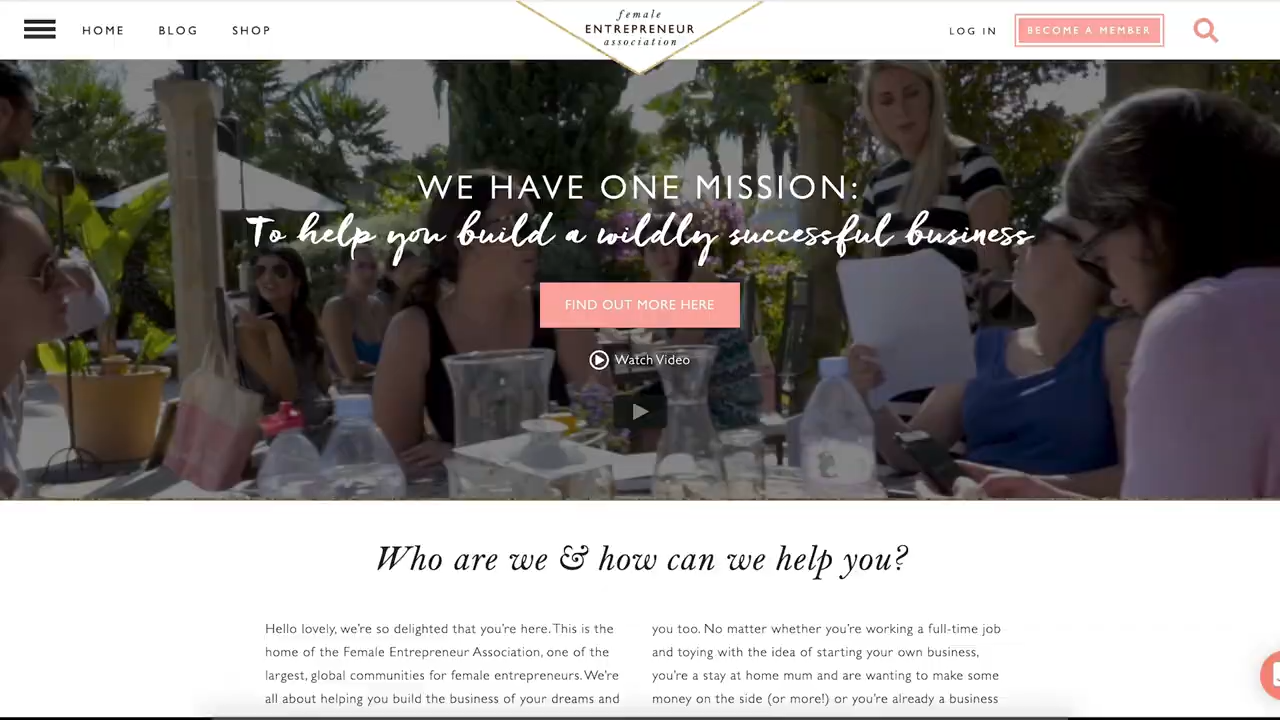 HOME BLOG SHOP
female
ENTREPRENEUR
association
LOG IN
BECOME A MEMBER
WE HAVE ONE MISSION:
To help you build a wildly successful business
FIND OUT MORE HERE
Watch Video
Who are we & how can we help you?
Hello lovely, we're so delighted that you're here. This is the
home of the Female Entrepreneur Association, one of the
largest, global communities for female entrepreneurs. We're
all about helping you build the business of your dreams and
you too. No matter whether you're working a full-time job
and toying with the idea of starting your own business,
you're a stay at home mum and are wanting to make some
money on the side (or more!) or you're already a business